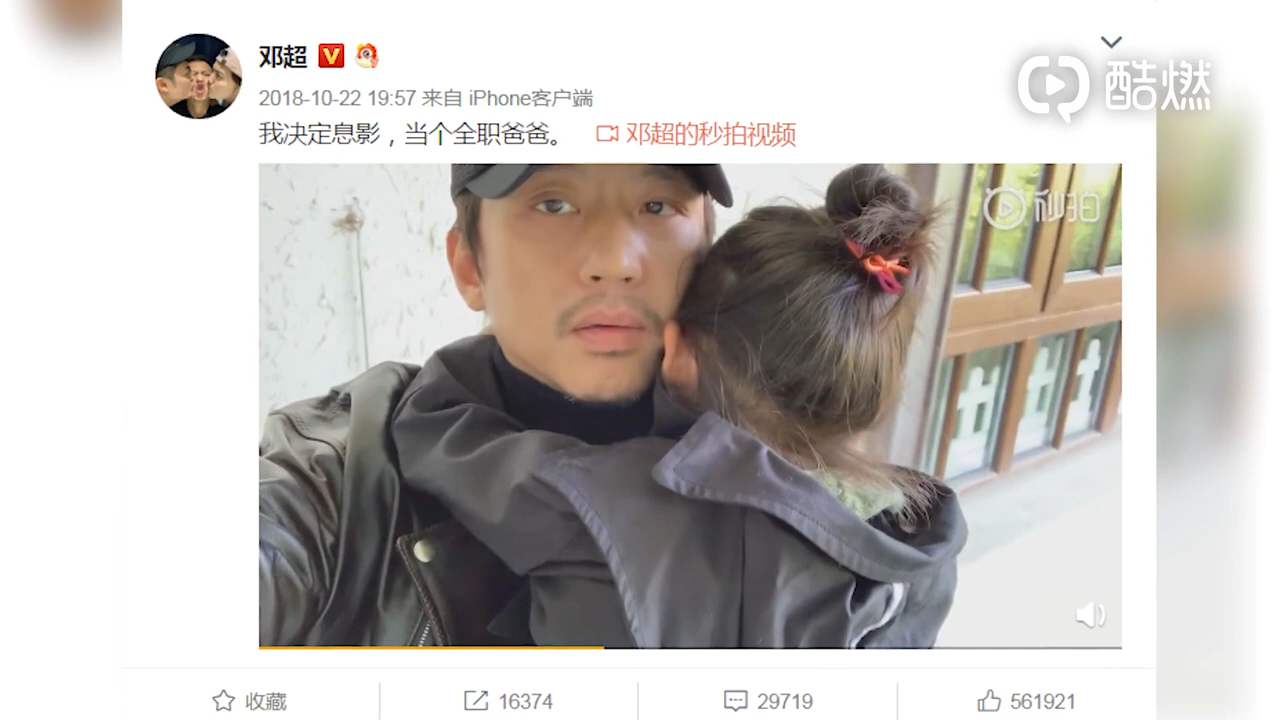 邓超
酷燃
2018-10-22 19:57 来自 iPhone客户端
我决定息影，当个全职爸爸。 邓超的秒拍视频
秒拍
收藏 16374 29719 561921